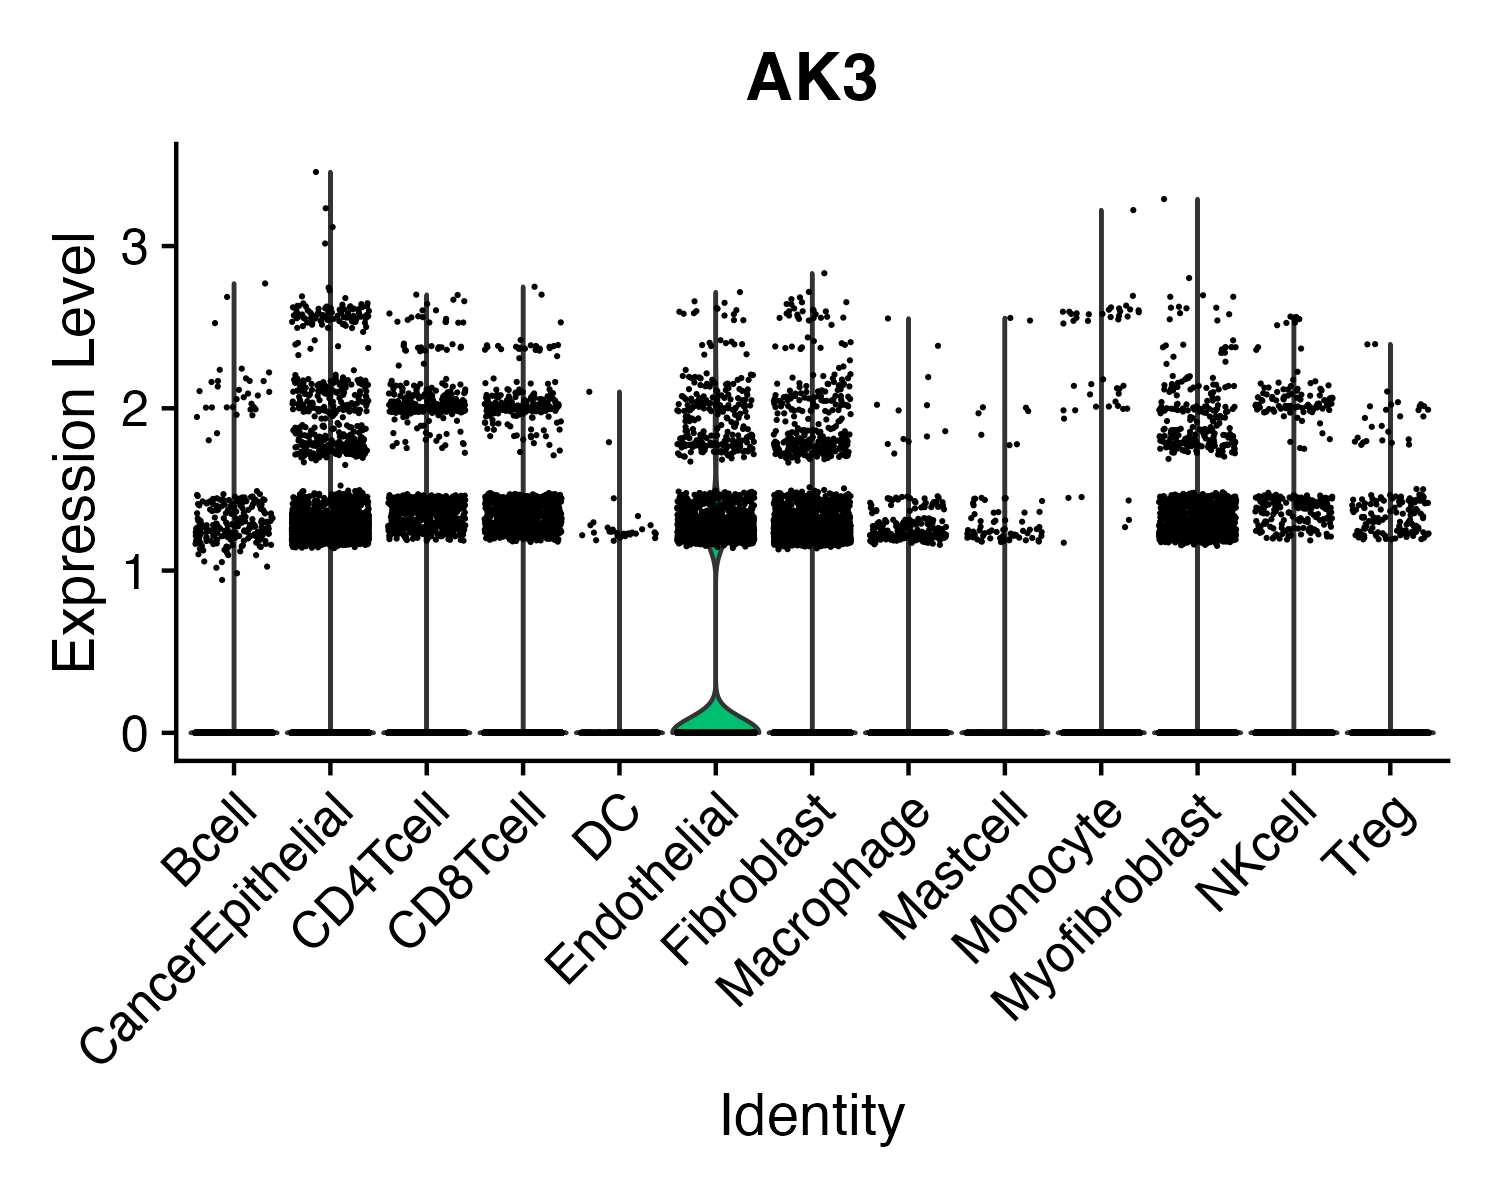 AK3
Expression Level
3
2
1
0
Bcell
CancerEpithelial
CD4Tcell
CD8Tcell
DC
Endothelial
Fibroblast
Macrophage
Mastcell
Monocyte
Myofibroblast
NKcell
Treg
Identity